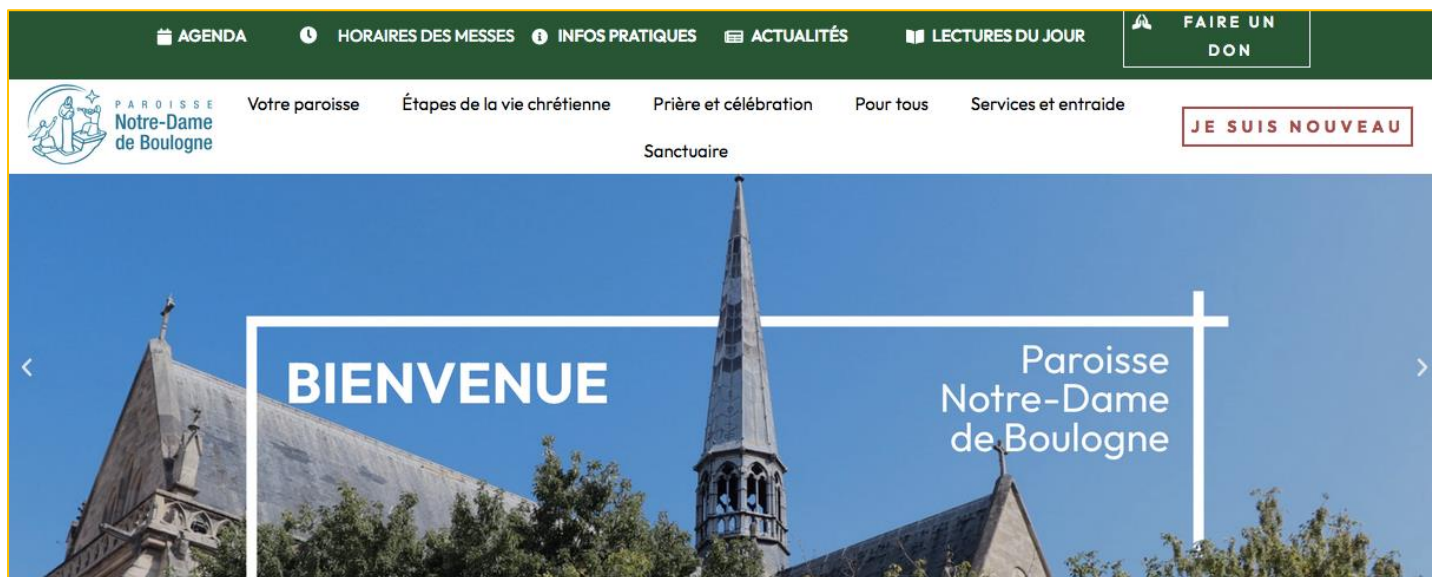 AGENDA HORAIRES DES MESSES INFOS PRATIQUES ACTUALITÉS LECTURES DU JOUR FAIRE UN
DON
PAROISSE
Notre-Dame
de Boulogne
Votre paroisse Étapes de la vie chrétienne Prière et célébration Pour tous Services et entraide
Sanctuaire
JE SUIS NOUVEAU
BIENVENUE
Paroisse
Notre-Dame
de Boulogne